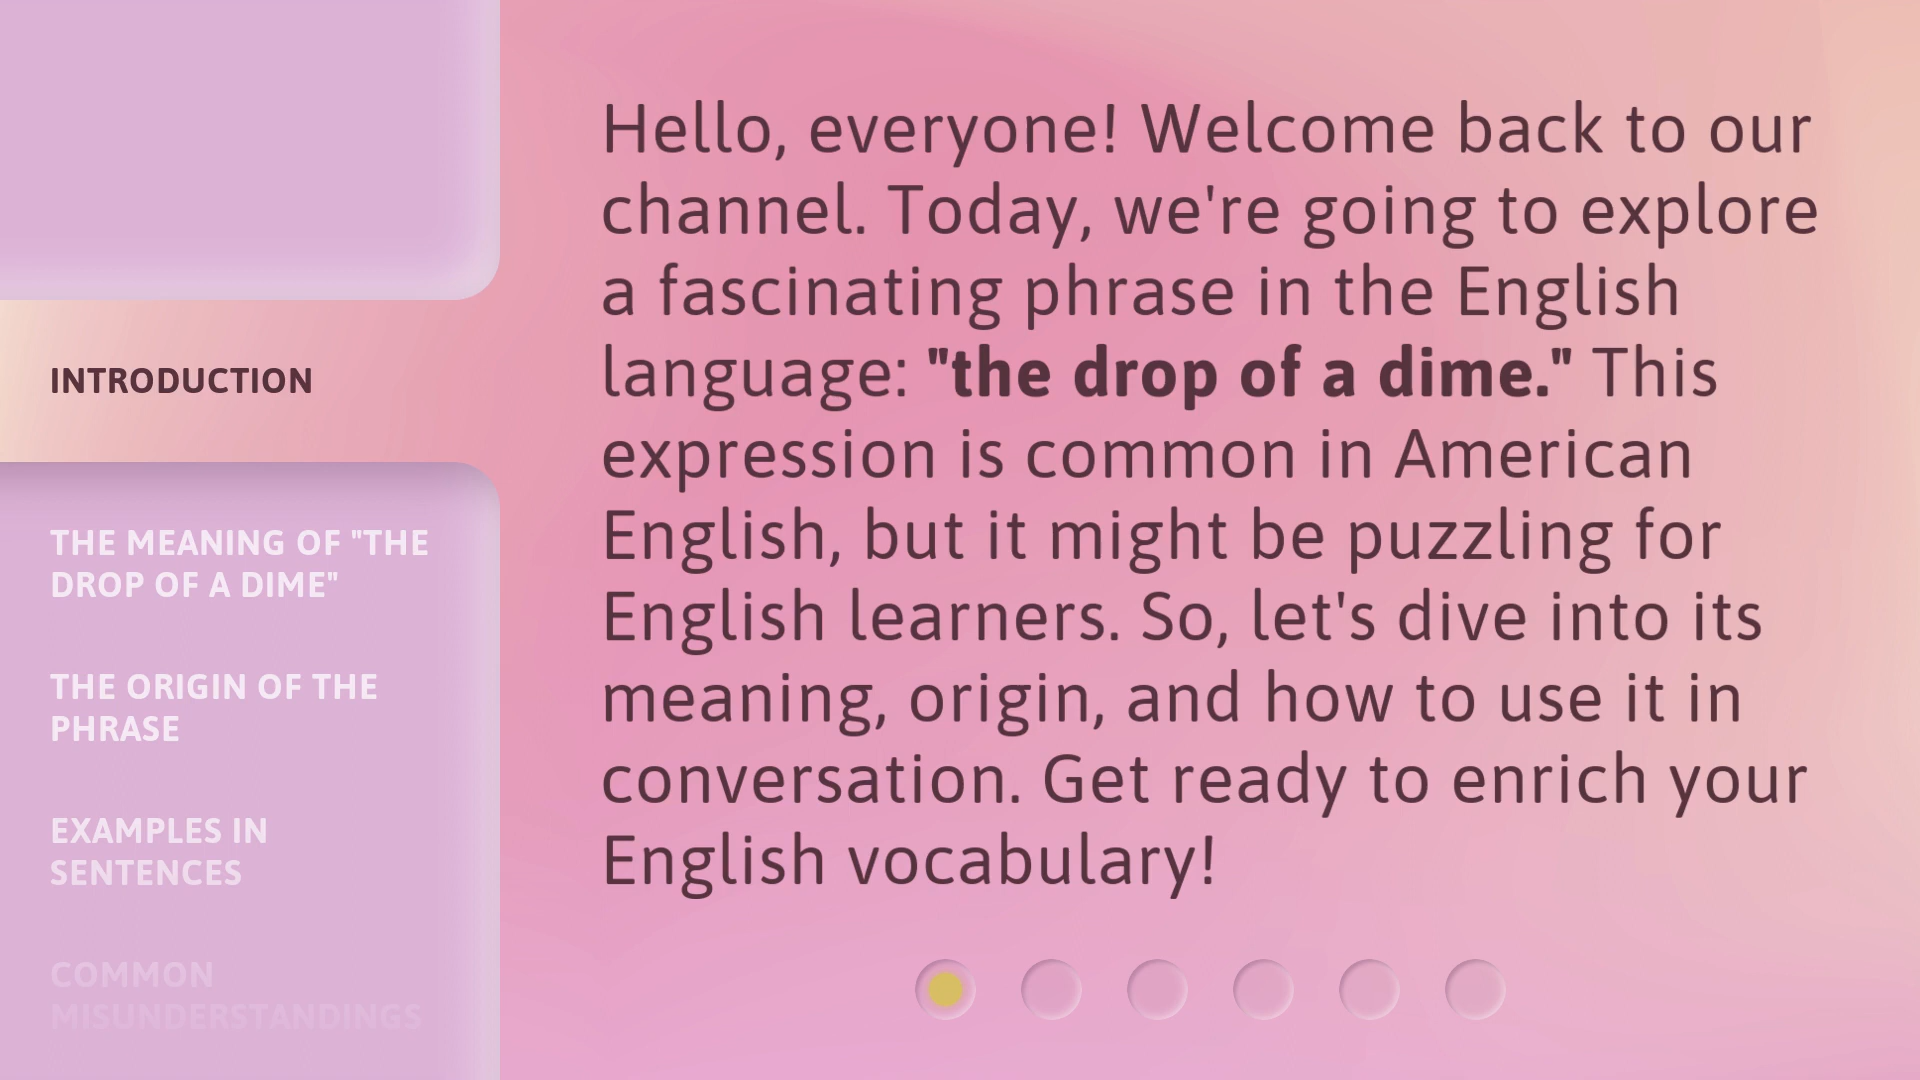 INTRODUCTION
THE MEANING OF "THE
DROP OF A DIME"
THE ORIGIN OF THE
PHRASE
EXAMPLES IN
SENTENCES
COMMON
MISUNDERSTANDINGS
Hello, everyone! Welcome back to our
channel. Today, we're going to explore
a fascinating phrase in the English
language: "the drop of a dime." This
expression is common in American
English, but it might be puzzling for
English learners. So, let's dive into its
meaning, origin, and how to use it in
conversation. Get ready to enrich your
English vocabulary!